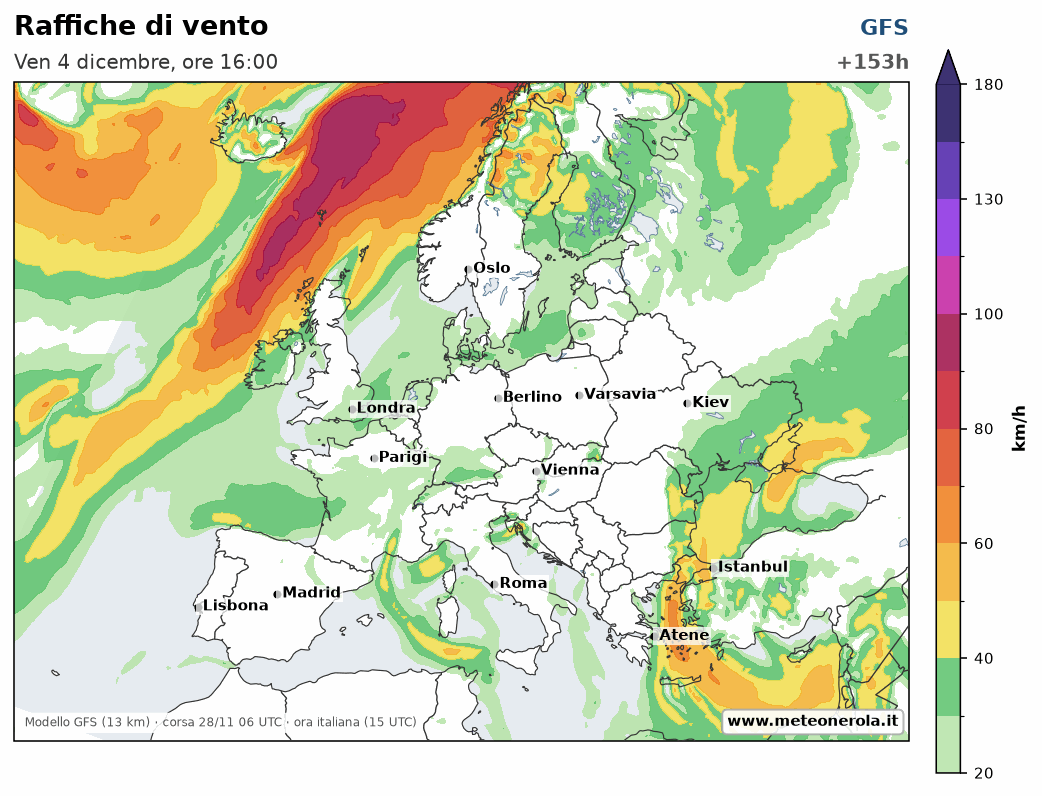 Raffiche di vento
GFS
Ven 4 dicembre, ore 16:00
+153h
180
130
100
80
60
40
20
km/h
Oslo
Berlino
Varsavia
Kiev
Londra
Parigi
Vienna
Istanbul
Roma
Madrid
Lisbona
Atene
Modello GFS (13 km) · corsa 28/11 06 UTC · ora italiana (15 UTC)
www.meteonerola.it